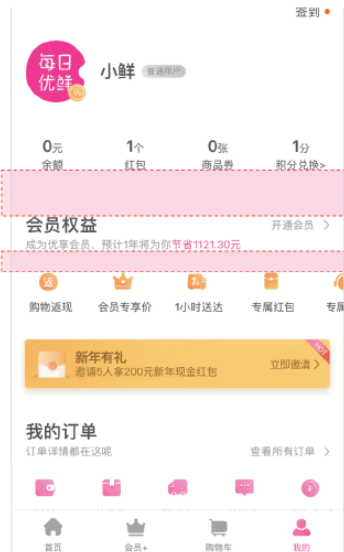 签到
每日
优鲜
小鲜 普通用户
返
0元 1个 0张 1分
余额 红包 商品券 积分兑换>
会员权益 开通会员 >
成为优享会员，预计1年将为你节省1121.30元
返 1h
购物返现 会员专享价 1小时送达 专属红包 专属
HOT
新年有礼
邀请5人拿200元新年现金红包 立即邀请 >
我的订单
订单详情都在这呢 查看所有订单 >
首页 会员+ 购物车 我的